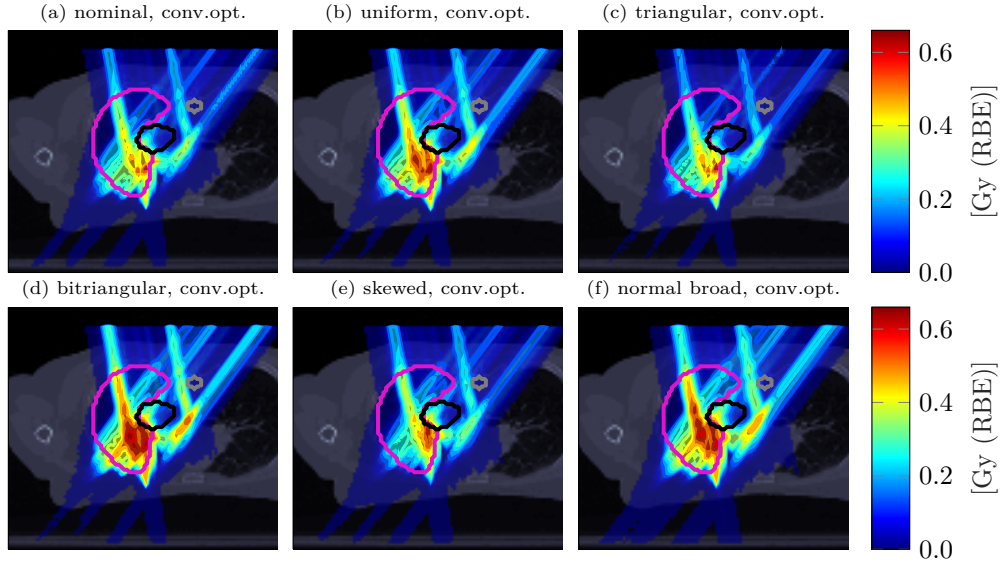 (a) nominal, conv.opt.
(b) uniform, conv.opt.
(c) triangular, conv.opt.
0.6
0.4
0.2
0.0
[Gy (RBE)]
(d) bitriangular, conv.opt.
(e) skewed, conv.opt.
(f) normal broad, conv.opt.
0.6
0.4
0.2
0.0
[Gy (RBE)]